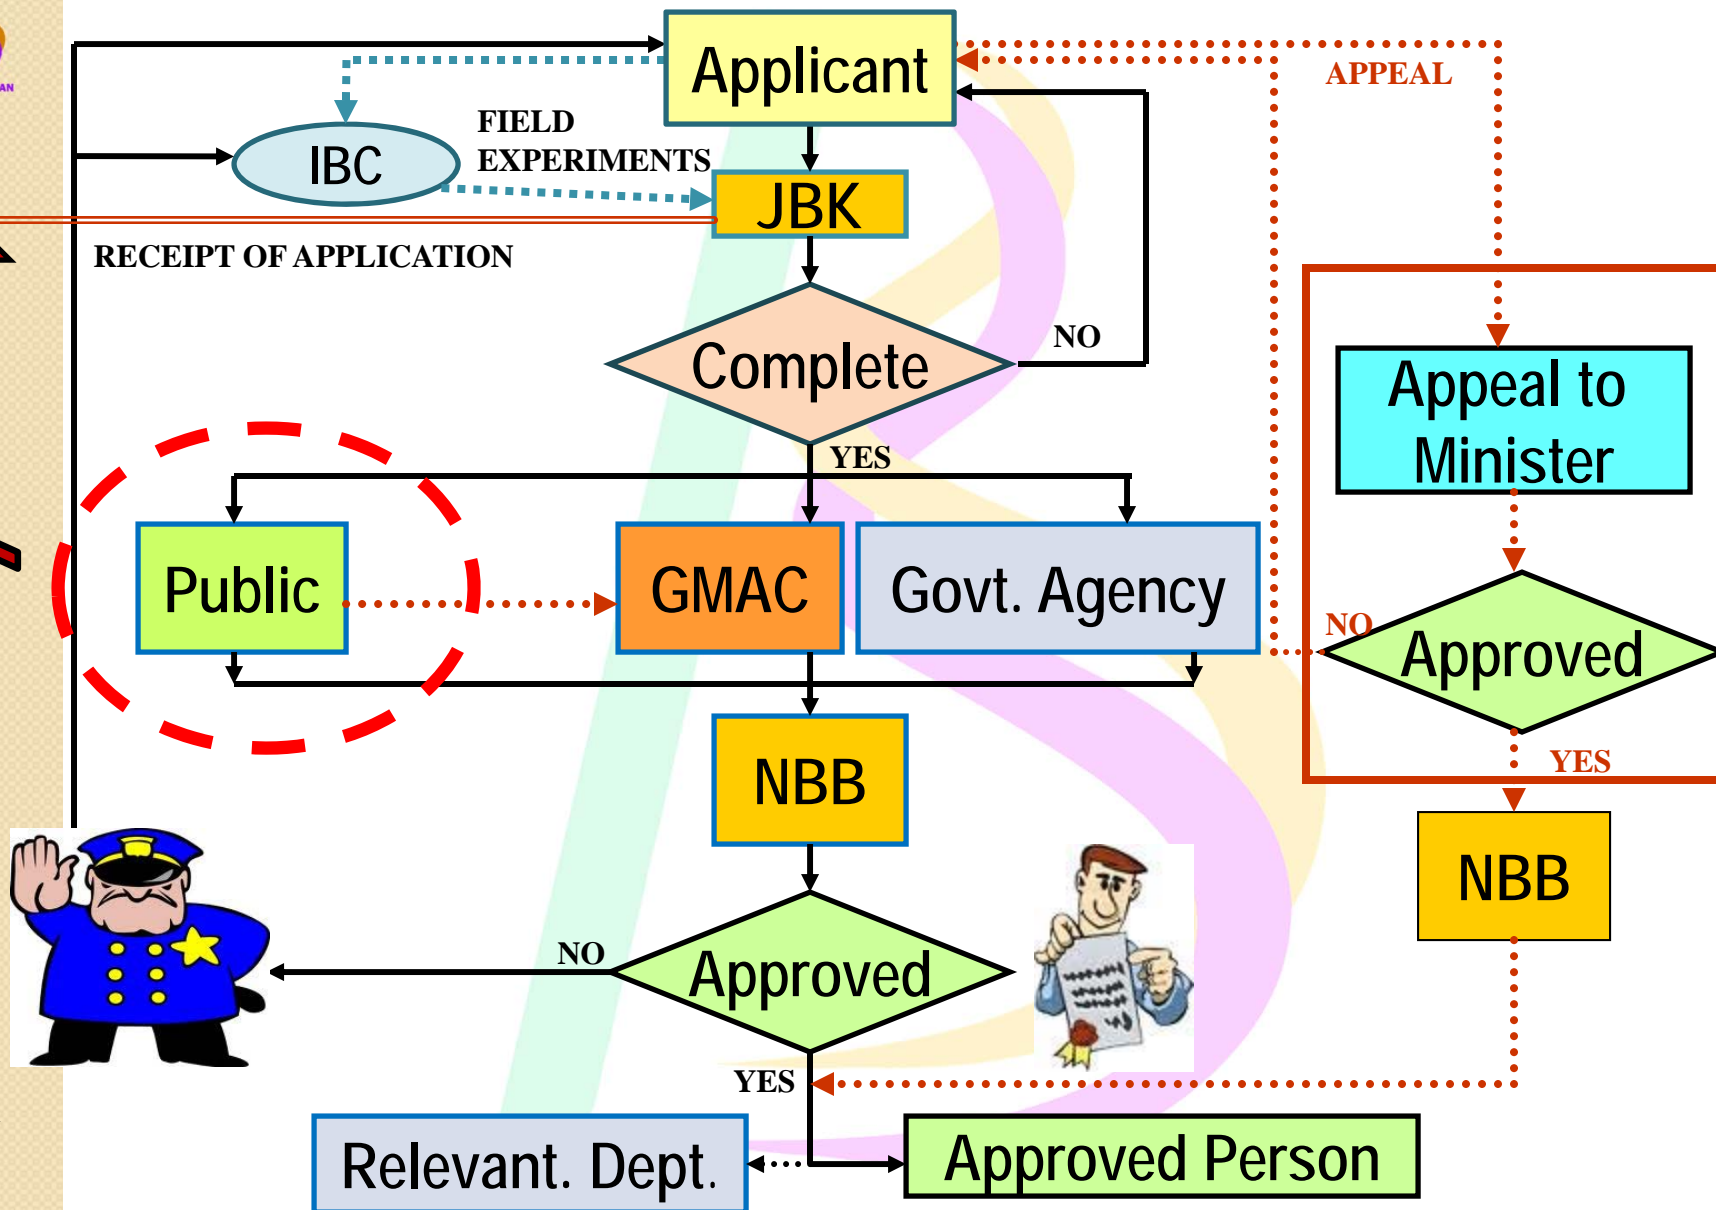 Applicant
APPEAL
AN
FIELD
EXPERIMENTS
IBC
JBK
RECEIPT OF APPLICATION
Complete
NO
YES
Appeal to
Minister
Public
GMAC
Govt. Agency
NO
Approved
YES
NBB
NBB
NO
Approved
YES
Relevant. Dept.
Approved Person